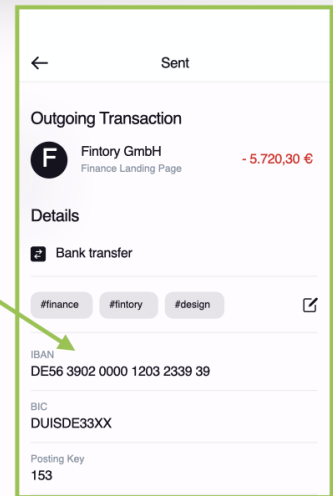 Sent
Outgoing Transaction
F
Fintory GmbH
- 5.720,30 €
Finance Landing Page
Details
Bank transfer
#finance #fintory #design
IBAN
DE56 3902 0000 1203 2339 39
BIC
DUISDE33XX
Posting Key
153